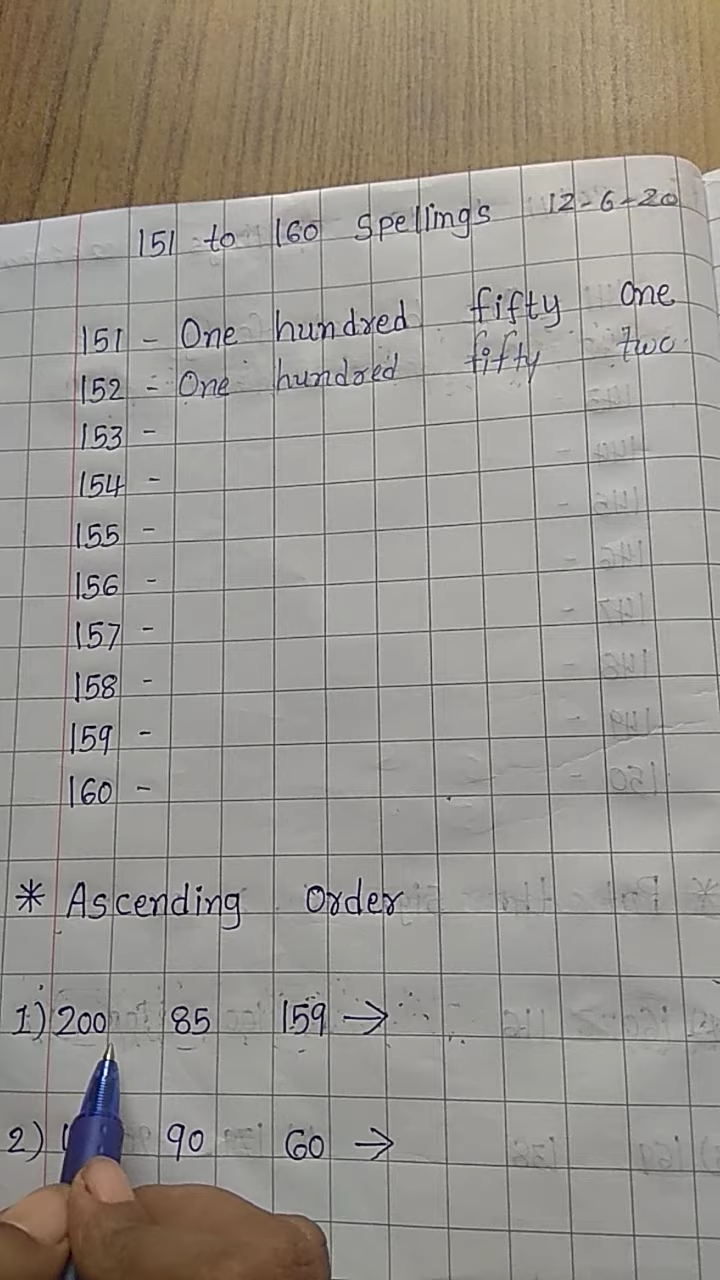 151 to 160 Spellings 12-6-20
151 - One hundred fifty one
152 - One hundred fifty two
153 -
154 -
155 -
156 -
157 -
158 -
159 -
160 -
* Ascending Order
1) 200 85 159 →
2) 90 60 →